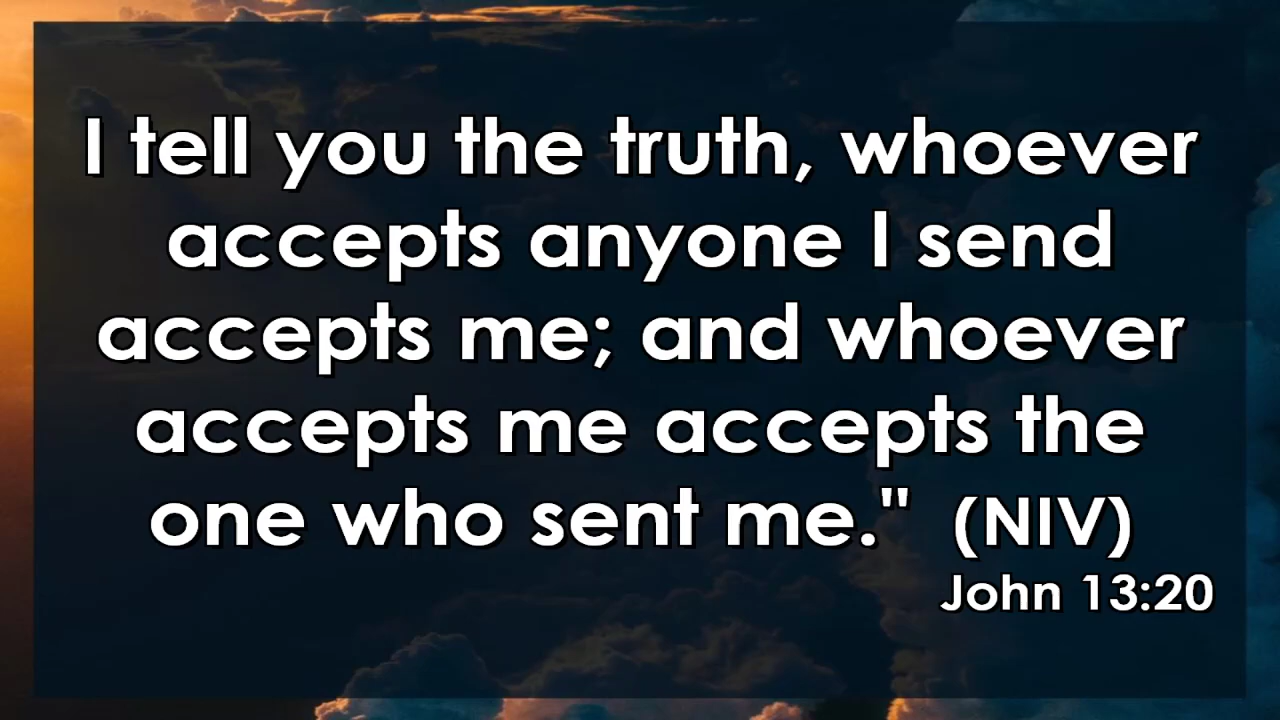 I tell you the truth, whoever
accepts anyone I send
accepts me; and whoever
accepts me accepts the
one who sent me." (NIV)
John 13:20